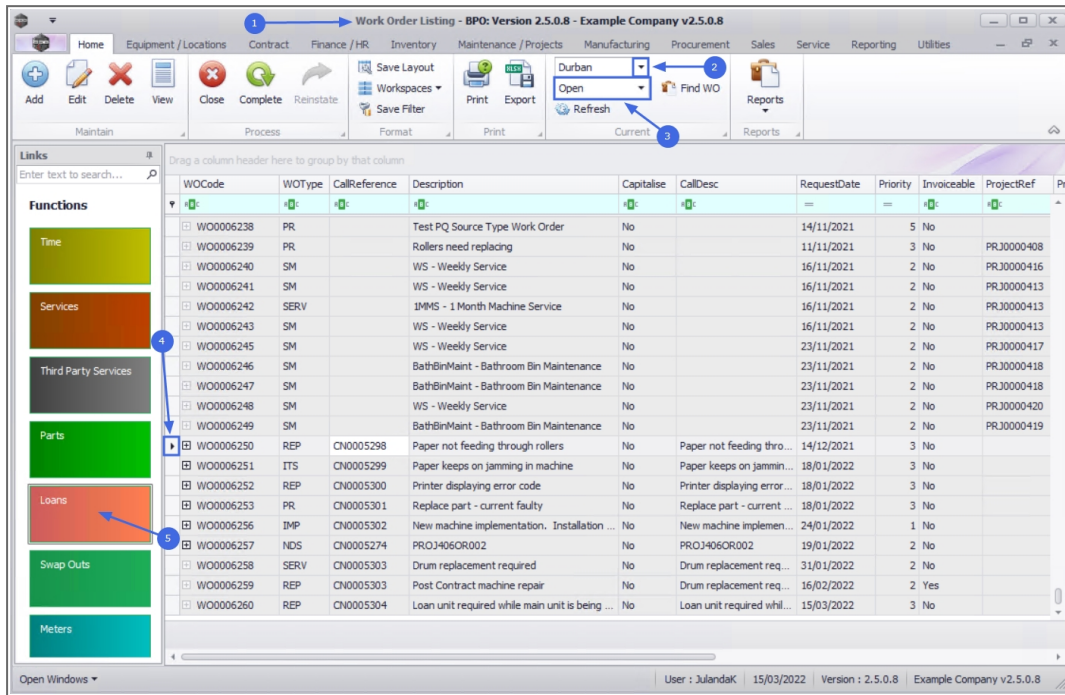 1
Work Order Listing - BPO: Version 2.5.0.8 - Example Company v2.5.0.8
Home Equipment / Locations Contract Finance / HR Inventory Maintenance / Projects Manufacturing Procurement Sales Service Reporting Utilities
Add Edit Delete View Close Complete Reinstate Save Layout Workspaces Save Filter Print Export Durban 2 Open Find WO Refresh Reports
Maintain Process Format Print Current 3 Reports
Links
Enter text to search...
Functions
Time
Services
4
Third Party Services
Parts
Loans
5
Swap Outs
Meters
Drag a column header here to group by that column
WOCode WOType CallReference Description Capitalise CallDesc RequestDate Priority Invoiceable ProjectRef Pr
WO0006238 PR Test PQ Source Type Work Order No 14/11/2021 5 No
WO0006239 PR Rollers need replacing No 11/11/2021 3 No PRJ0000408
WO0006240 SM WS - Weekly Service No 16/11/2021 2 No PRJ0000416
WO0006241 SM WS - Weekly Service No 16/11/2021 2 No PRJ0000413
WO0006242 SERV 1MMS - 1 Month Machine Service No 16/11/2021 2 No PRJ0000413
WO0006243 SM WS - Weekly Service No 16/11/2021 2 No PRJ0000413
WO0006245 SM WS - Weekly Service No 23/11/2021 2 No PRJ0000417
WO0006246 SM BathBinMaint - Bathroom Bin Maintenance No 23/11/2021 2 No PRJ0000418
WO0006247 SM BathBinMaint - Bathroom Bin Maintenance No 23/11/2021 2 No PRJ0000418
WO0006248 SM WS - Weekly Service No 23/11/2021 2 No PRJ0000420
WO0006249 SM BathBinMaint - Bathroom Bin Maintenance No 23/11/2021 2 No PRJ0000419
WO0006250 REP CN0005298 Paper not feeding through rollers No Paper not feeding thro... 14/12/2021 3 No
WO0006251 ITS CN0005299 Paper keeps on jamming in machine No Paper keeps on jammin... 18/01/2022 3 No
WO0006252 REP CN0005300 Printer displaying error code No Printer displaying error... 18/01/2022 3 No
WO0006253 PR CN0005301 Replace part - current faulty No Replace part - current ... 18/01/2022 3 No
WO0006256 IMP CN0005302 New machine implementation. Installation ... No New machine implemen... 24/01/2022 1 No
WO0006257 NDS CN0005274 PROJ406OR002 No PROJ406OR002 19/01/2022 2 No
WO0006258 SERV CN0005303 Drum replacement required No Drum replacement req... 31/01/2022 2 No
WO0006259 REP CN0005303 Post Contract machine repair No Drum replacement req... 16/02/2022 2 Yes
WO0006260 REP CN0005304 Loan unit required while main unit is being ... No Loan unit required whil... 15/03/2022 3 No
Open Windows User : JulandaK 15/03/2022 Version : 2.5.0.8 Example Company v2.5.0.8